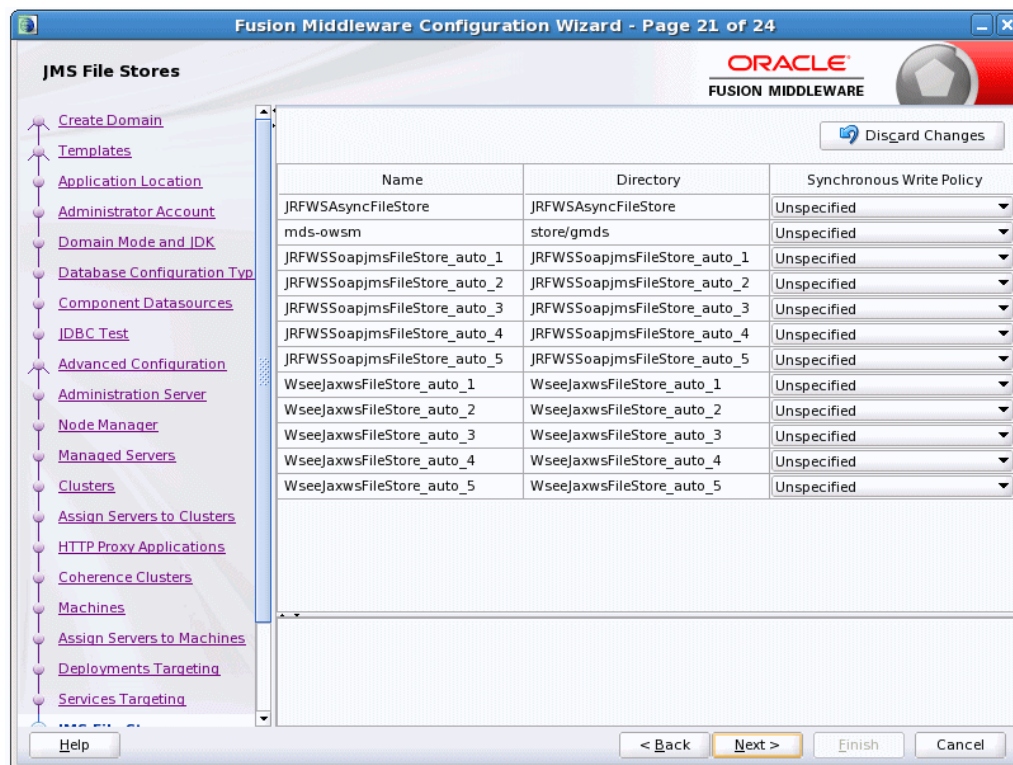 Fusion Middleware Configuration Wizard - Page 21 of 24
JMS File Stores
ORACLE
FUSION MIDDLEWARE
Create Domain
Templates
Application Location
Administrator Account
Domain Mode and JDK
Database Configuration Typ
Component Datasources
JDBC Test
Advanced Configuration
Administration Server
Node Manager
Managed Servers
Clusters
Assign Servers to Clusters
HTTP Proxy Applications
Coherence Clusters
Machines
Assign Servers to Machines
Deployments Targeting
Services Targeting
Discard Changes
Name Directory Synchronous Write Policy
JRFWSAsyncFileStore JRFWSAsyncFileStore Unspecified
mds-owsm store/gmds Unspecified
JRFWSSoapjmsFileStore_auto_1 JRFWSSoapjmsFileStore_auto_1 Unspecified
JRFWSSoapjmsFileStore_auto_2 JRFWSSoapjmsFileStore_auto_2 Unspecified
JRFWSSoapjmsFileStore_auto_3 JRFWSSoapjmsFileStore_auto_3 Unspecified
JRFWSSoapjmsFileStore_auto_4 JRFWSSoapjmsFileStore_auto_4 Unspecified
JRFWSSoapjmsFileStore_auto_5 JRFWSSoapjmsFileStore_auto_5 Unspecified
WseeJaxwsFileStore_auto_1 WseeJaxwsFileStore_auto_1 Unspecified
WseeJaxwsFileStore_auto_2 WseeJaxwsFileStore_auto_2 Unspecified
WseeJaxwsFileStore_auto_3 WseeJaxwsFileStore_auto_3 Unspecified
WseeJaxwsFileStore_auto_4 WseeJaxwsFileStore_auto_4 Unspecified
WseeJaxwsFileStore_auto_5 WseeJaxwsFileStore_auto_5 Unspecified
Help < Back Next > Finish Cancel